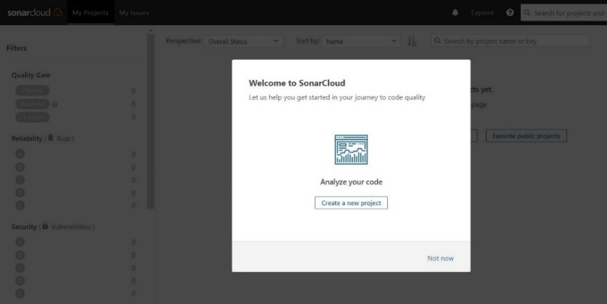 sonarcloud My Projects My Issues Explore Search for projects and
Filters
Perspective: Overall Status Sort by: Name Search by project name or key
Quality Gate
Reliability ( Bugs )
Security ( Vulnerabilities )
Welcome to SonarCloud
Let us help you get started in your journey to code quality
Analyze your code
Create a new project
Not now
cts yet.
page
Favorite public projects